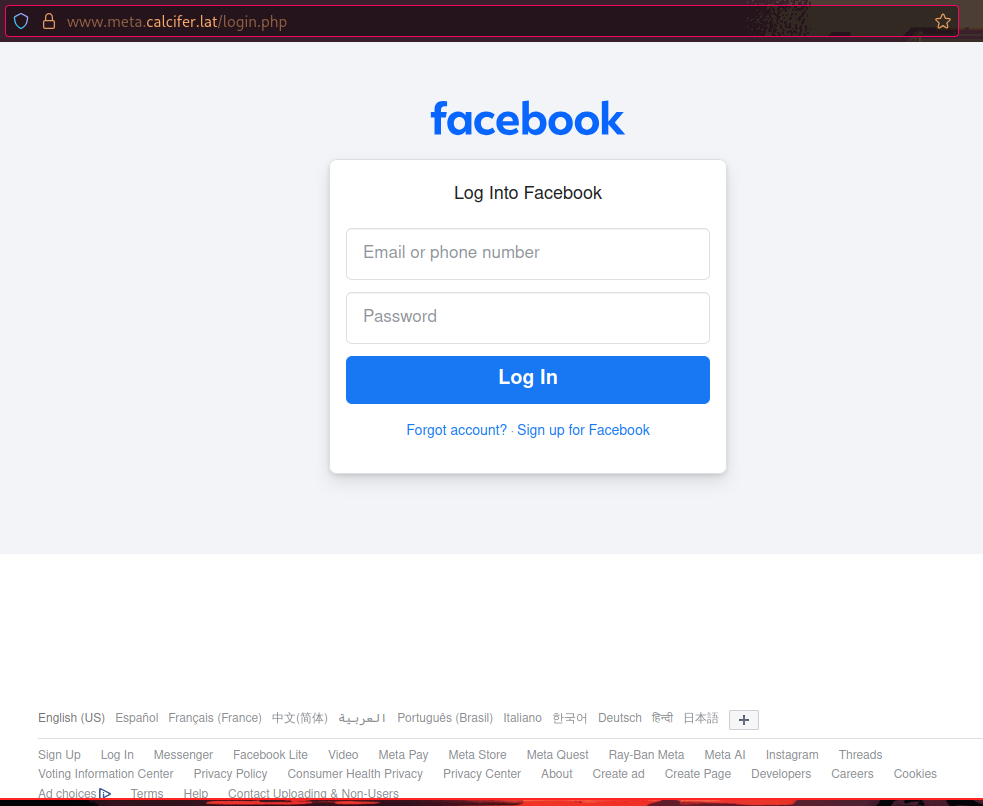 www.meta.calcifer.lat/login.php
facebook
Log Into Facebook
Email or phone number
Password
Log In
Forgot account? · Sign up for Facebook
English (US) Español Français (France) 中文(简体) العربية Português (Brasil) Italiano 한국어 Deutsch हिन्दी 日本語 +
Sign Up Log In Messenger Facebook Lite Video Meta Pay Meta Store Meta Quest Ray-Ban Meta Meta AI Instagram Threads
Voting Information Center Privacy Policy Consumer Health Privacy Privacy Center About Create ad Create Page Developers Careers Cookies
Ad choices Terms Help Contact Uploading & Non-Users